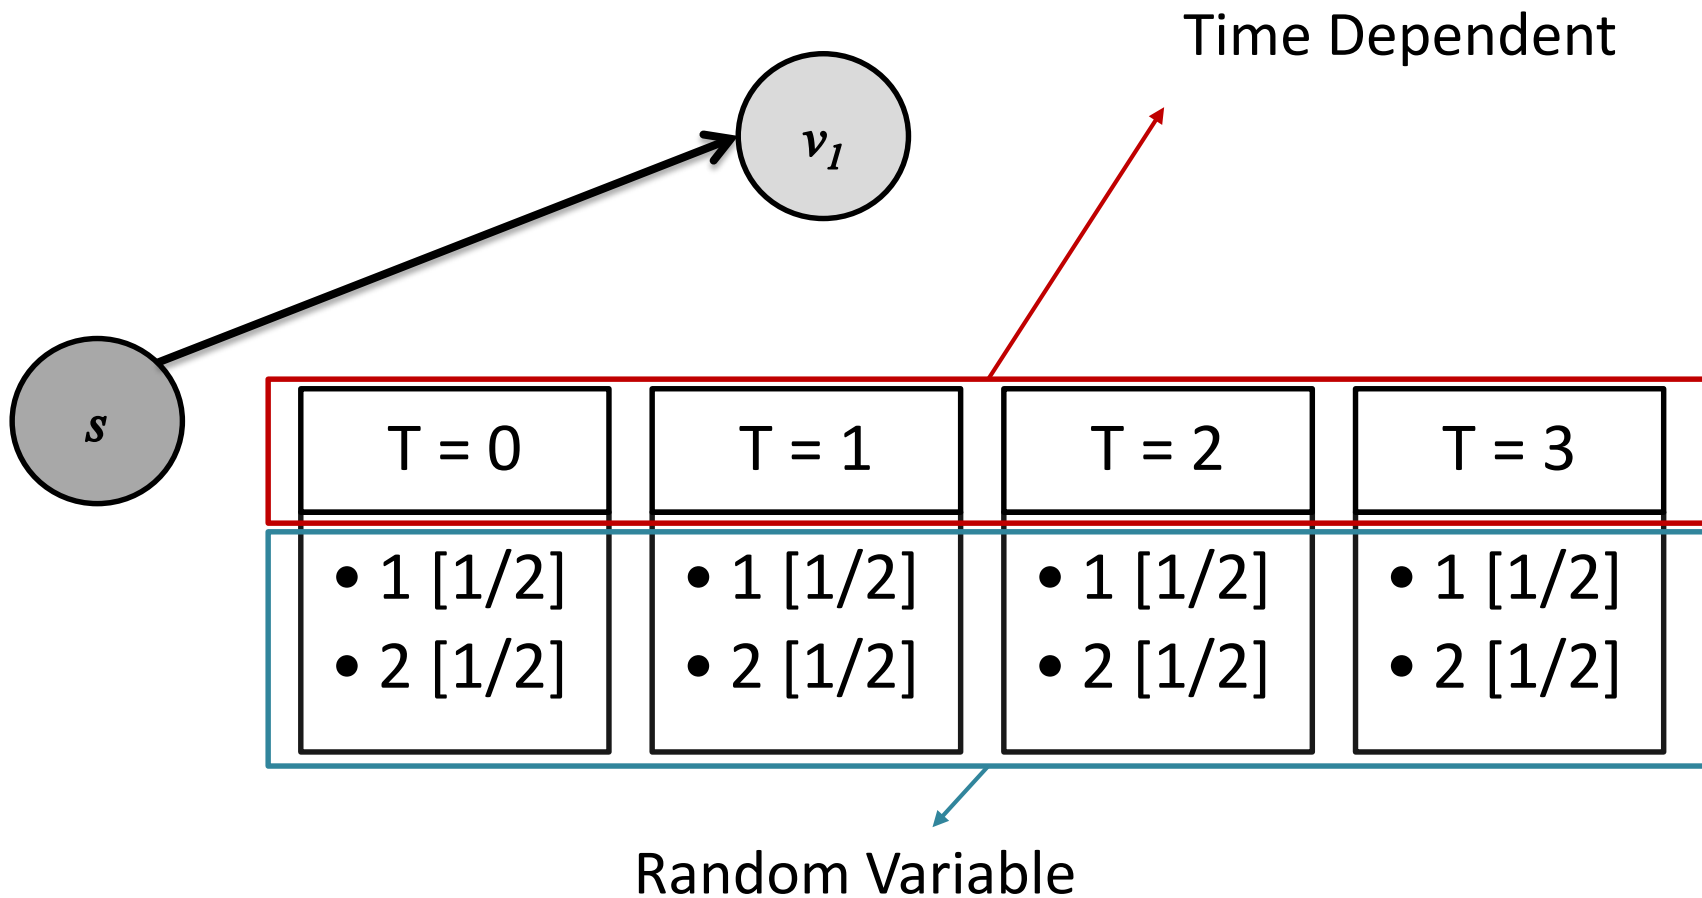 Time Dependent
v1
s
T = 0 T = 1 T = 2 T = 3
• 1 [1/2] • 1 [1/2] • 1 [1/2] • 1 [1/2]
• 2 [1/2] • 2 [1/2] • 2 [1/2] • 2 [1/2]
Random Variable